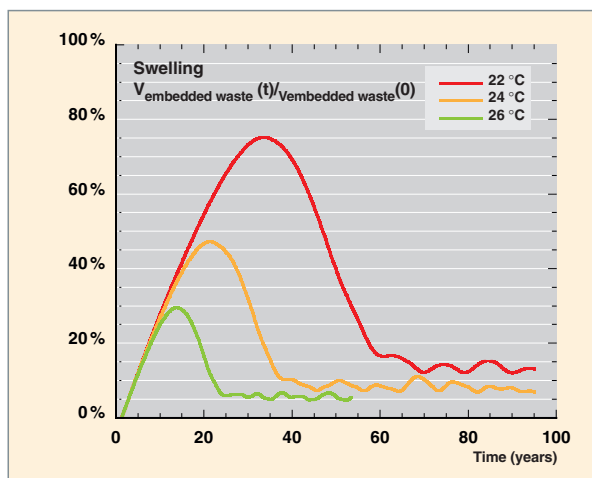 100 %
80 %
60 %
40 %
20 %
0 %
Swelling
V embedded waste (t)/Vembedded waste(0)
22 °C
24 °C
26 °C
0 20 40 60 80 100
Time (years)